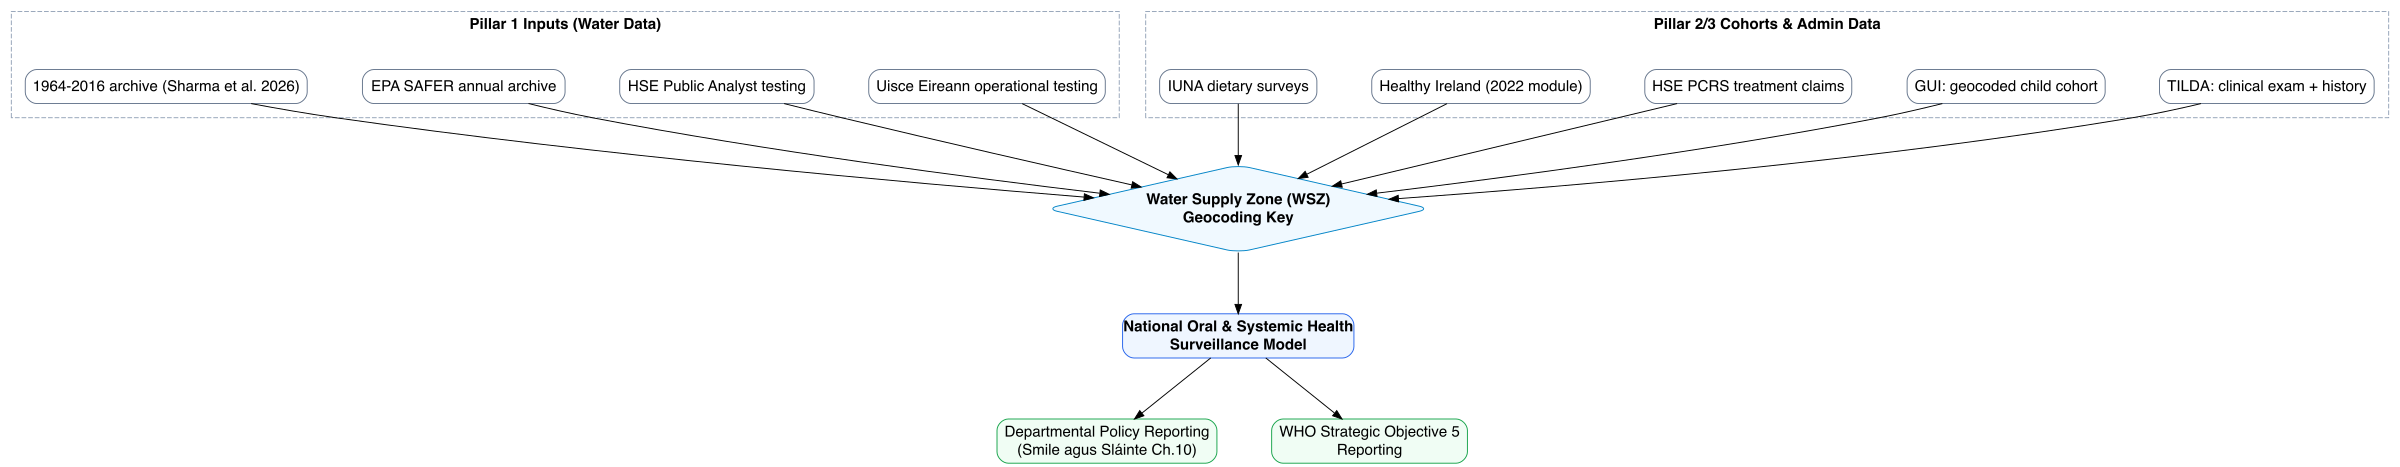 Pillar 1 Inputs (Water Data)
Pillar 2/3 Cohorts & Admin Data
1964-2016 archive (Sharma et al. 2026)
EPA SAFER annual archive
HSE Public Analyst testing
Uisce Eireann operational testing
IUNA dietary surveys
Healthy Ireland (2022 module)
HSE PCRS treatment claims
GUI: geocoded child cohort
TILDA: clinical exam + history
Water Supply Zone (WSZ)
Geocoding Key
National Oral & Systemic Health
Surveillance Model
Departmental Policy Reporting
(Smile agus Sláinte Ch.10)
WHO Strategic Objective 5
Reporting